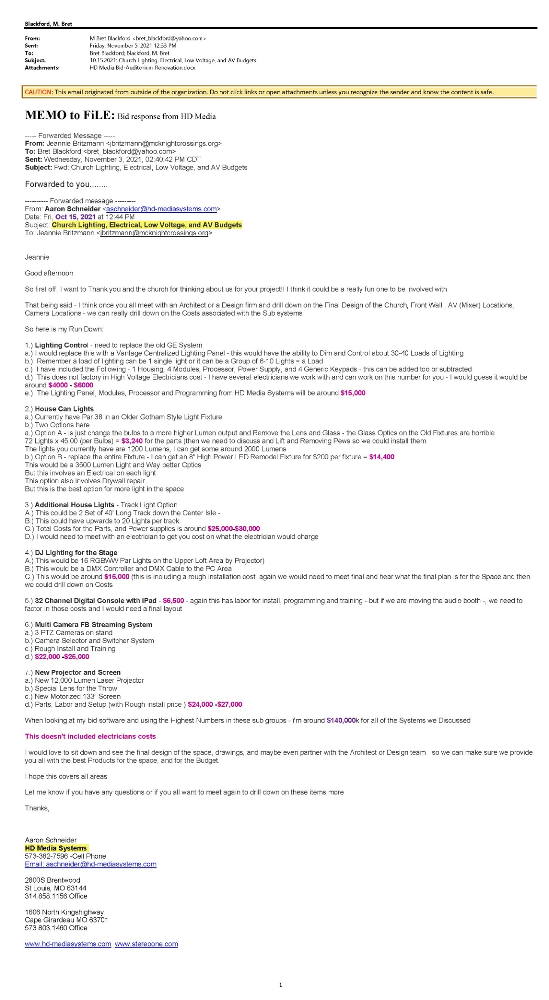 Blackford, M. Bret
From: M Bret Blackford <bret_blackford@yahoo.com>
Sent: Friday, November 5, 2021 12:33 PM
To: Bret Blackford; Blackford, M. Bret
Subject: 10.15.2021: Church Lighting, Electrical, Low Voltage, and AV Budgets
Attachments: HD Media Bid-Auditorium Renovation.docx
CAUTION: This email originated from outside of the organization. Do not click links or open attachments unless you recognize the sender and know the content is safe.
MEMO to FiLE: Bid response from HD Media
----- Forwarded Message -----
From: Jeannie Britzmann <jbritzmann@mcknightcrossings.org>
To: Bret Blackford <bret_blackford@yahoo.com>
Sent: Wednesday, November 3, 2021, 02:40:42 PM CDT
Subject: Fwd: Church Lighting, Electrical, Low Voltage, and AV Budgets
Forwarded to you........
---------- Forwarded message ---------
From: Aaron Schneider <aschneider@hd-mediasystems.com>
Date: Fri, Oct 15, 2021 at 12:44 PM
Subject: Church Lighting, Electrical, Low Voltage, and AV Budgets
To: Jeannie Britzmann <jbritzmann@mcknightcrossings.org>
Jeannie
Good afternoon
So first off, I want to Thank you and the church for thinking about us for your project!! I think it could be a really fun one to be involved with
That being said - I think once you all meet with an Architect or a Design firm and drill down on the Final Design of the Church, Front Wall , AV (Mixer) Locations,
Camera Locations - we can really drill down on the Costs associated with the Sub systems
So here is my Run Down:
1.) Lighting Control - need to replace the old GE System
a.) I would replace this with a Vantage Centralized Lighting Panel - this would have the ability to Dim and Control about 30-40 Loads of Lighting
b.)  Remember a load of lighting can be 1 single light or it can be a Group of 6-10 Lights = a Load
c.)  I have included the Following - 1 Housing, 4 Modules, Processor, Power Supply, and 4 Generic Keypads - this can be added too or subtracted
d.)  This does not factory in High Voltage Electricians cost - I have several electricians we work with and can work on this number for you - I would guess it would be
around $4000 - $6000
e.)  The Lighting Panel, Modules, Processor and Programming from HD Media Systems will be around $15,000
2.) House Can Lights
a.) Currently have Par 38 in an Older Gotham Style Light Fixture
b.) Two Options here
a.) Option A - is just change the bulbs to a more higher Lumen output and Remove the Lens and Glass - the Glass Optics on the Old Fixtures are horrible
72 Lights x 45.00 (per Bulbs) = $3,240 for the parts (then we need to discuss and Lift and Removing Pews so we could install them
The lights you currently have are 1200 Lumens, I can get some around 2000 Lumens
b.) Option B - replace the entire Fixture - I can get an 8" High Power LED Remodel Fixture for $200 per fixture = $14,400
This would be a 3500 Lumen Light and Way better Optics
But this involves an Electrical on each light
This option also involves Drywall repair
But this is the best option for more light in the space
3.) Additional House Lights - Track Light Option
A.) This could be 2 Set of 40' Long Track down the Center Isle -
B.) This could have upwards to 20 Lights per track
C.) Total Costs for the Parts, and Power supplies is around $25,000-$30,000
D.) I would need to meet with an electrician to get you cost on what the electrician would charge
4.) DJ Lighting for the Stage
A.) This would be 16 RGBWW Par Lights on the Upper Loft Area by Projector)
B.) This would be a DMX Controller and DMX Cable to the PC Area
C.) This would be around $15,000 (this is including a rough installation cost, again we would need to meet final and hear what the final plan is for the Space and then
we could drill down on Costs
5.) 32 Channel Digital Console with iPad - $6,500 - again this has labor for install, programming and training - but if we are moving the audio booth -, we need to
factor in those costs and I would need a final layout
6.) Multi Camera FB Streaming System
a.) 3 PTZ Cameras on stand
b.) Camera Selector and Switcher System
c.) Rough Install and Training
d.) $22,000 -$25,000
7.) New Projector and Screen
a.) New 12,000 Lumen Laser Projector
b.) Special Lens for the Throw
c.) New Motorized 133" Screen
d.) Parts, Labor and Setup (with Rough install price ) $24,000 -$27,000
When looking at my bid software and using the Highest Numbers in these sub groups - i'm around $140,000k for all of the Systems we Discussed
This doesn't included electricians costs
I would love to sit down and see the final design of the space, drawings, and maybe even partner with the Architect or Design team - so we can make sure we provide
you all with the best Products for the space, and for the Budget.
I hope this covers all areas
Let me know if you have any questions or if you all want to meet again to drill down on these items more
Thanks,
Aaron Schneider
HD Media Systems
573-382-7596 -Cell Phone
Email: aschneider@hd-mediasystems.com
2800S Brentwood
St Louis, MO 63144
314.858.1156 Office
1606 North Kingshighway
Cape Girardeau MO 63701
573.803.1460 Office
www.hd-mediasystems.com  www.stereoone.com
1